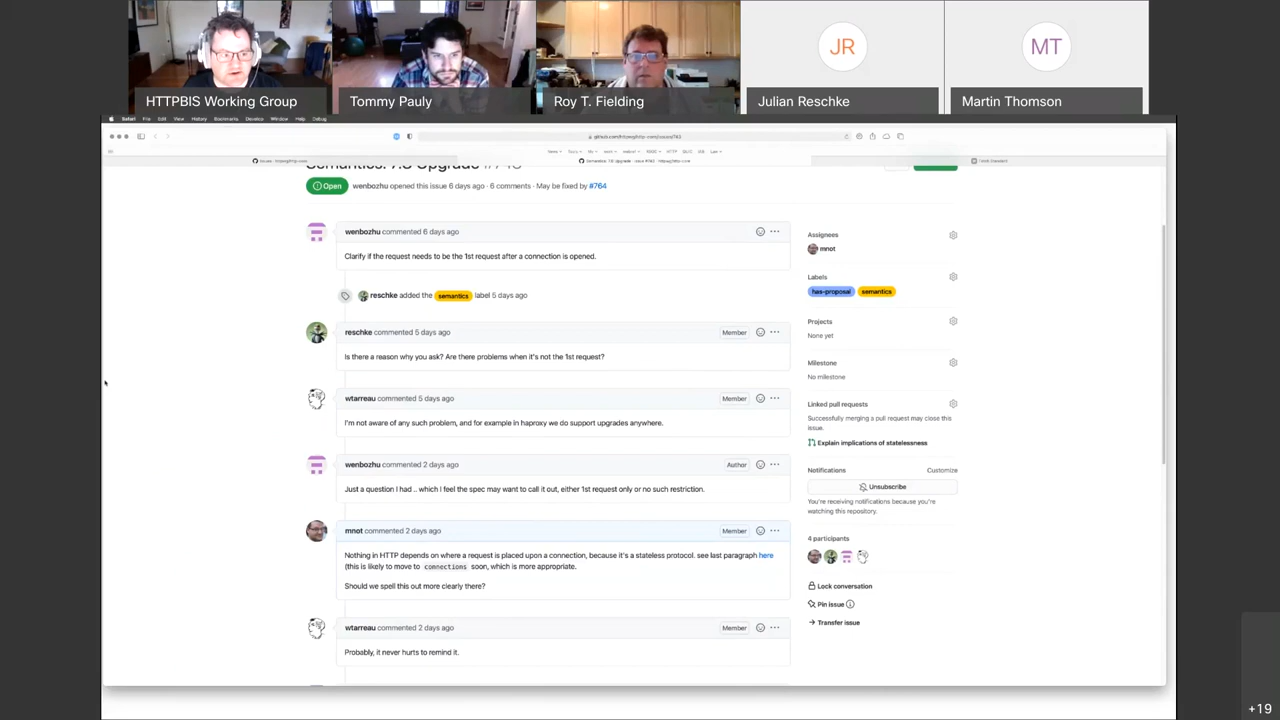 JR
MT
HTTPBIS Working Group
Tommy Pauly
Roy T. Fielding
Julian Reschke
Martin Thomson
Safari File Edit View History Bookmarks Develop Window Help Debug
Open
wenbozhu opened this issue 6 days ago · 6 comments · May be fixed by #764
wenbozhu commented 6 days ago
Clarify if the request needs to be the 1st request after a connection is opened.
reschke added the semantics label 5 days ago
reschke commented 5 days ago
Member
Is there a reason why you ask? Are there problems when it's not the 1st request?
wtarreau commented 5 days ago
Member
I'm not aware of any such problem, and for example in haproxy we do support upgrades anywhere.
wenbozhu commented 2 days ago
Author
Just a question I had .. which I feel the spec may want to call it out, either 1st request only or no such restriction.
mnot commented 2 days ago
Member
Nothing in HTTP depends on where a request is placed upon a connection, because it's a stateless protocol. see last paragraph here
(this is likely to move to connections soon, which is more appropriate.
Should we spell this out more clearly there?
wtarreau commented 2 days ago
Member
Probably, it never hurts to remind it.
Assignees
mnot
Labels
has-proposal semantics
Projects
None yet
Milestone
No milestone
Linked pull requests
Successfully merging a pull request may close this
issue.
Explain implications of statelessness
Notifications
Customize
Unsubscribe
You're receiving notifications because you're
watching this repository.
4 participants
Lock conversation
Pin issue
Transfer issue
+19